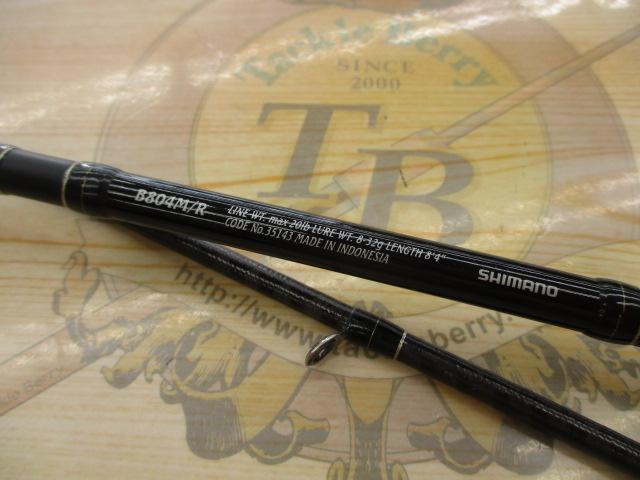 Tackle Berry
SINCE
2000
TB
B804M/R
LINE WT. max 20lb LURE WT. 8-32g LENGTH 8'4"
CODE No.35143 MADE IN INDONESIA
SHIMANO
http://www.tackleberry.